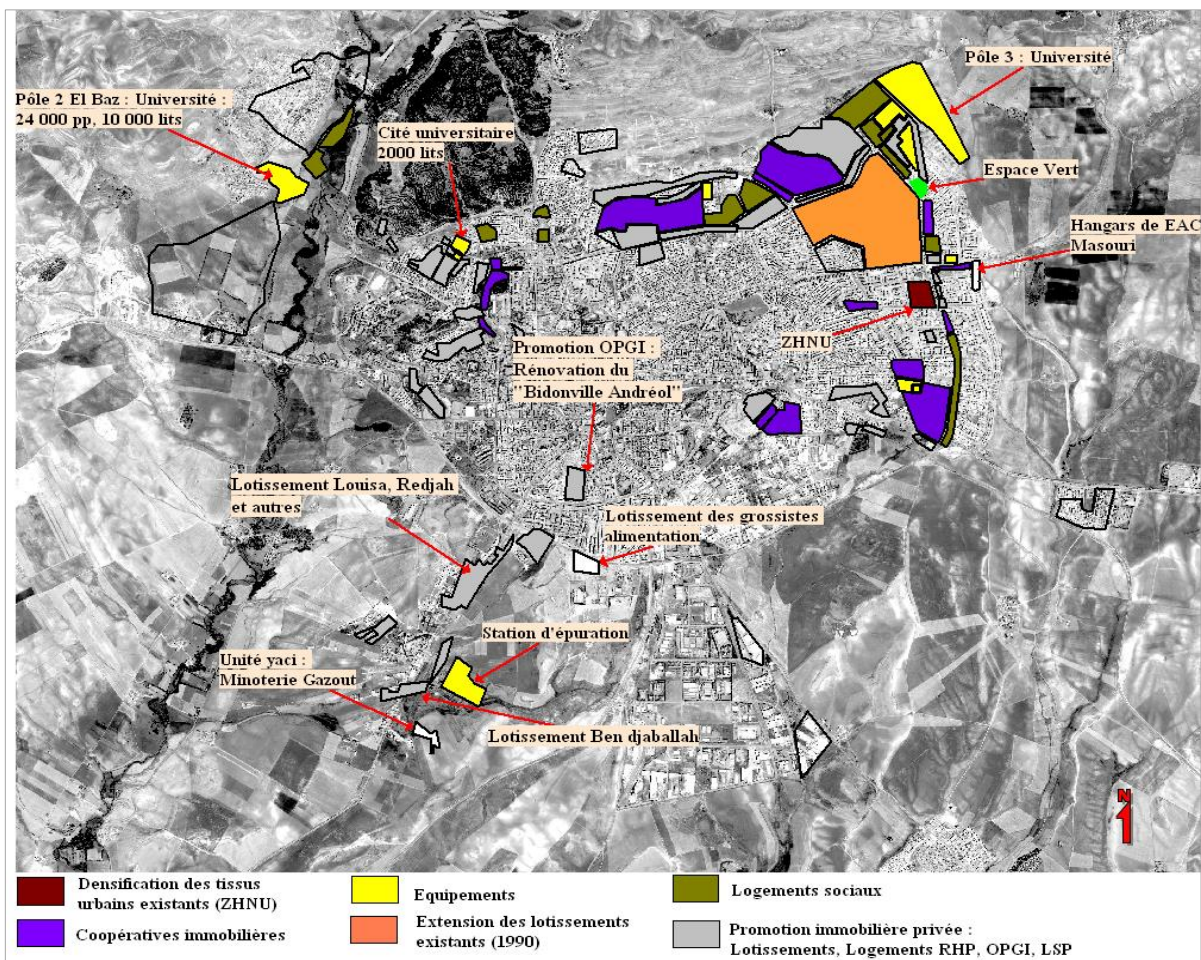 Pôle 3 : Université
Pôle 2 El Baz : Université :
24 000 pp, 10 000 lits
Cité universitaire
2000 lits
Espace Vert
Hangars de EAC
Masouri
ZHNU
Promotion OPGI :
Rénovation du
"Bidonville Andréol"
Lotissement Louisa, Redjah
et autres
Lotissement des grossistes
alimentation
Station d'épuration
Unité yaci :
Minoterie Gazout
Lotissement Ben djaballah
N
Densification des tissus
urbains existants (ZHNU)
Equipements
Logements sociaux
Coopératives immobilières
Extension des lotissements
existants (1990)
Promotion immobilière privée :
Lotissements, Logements RHP, OPGI, LSP